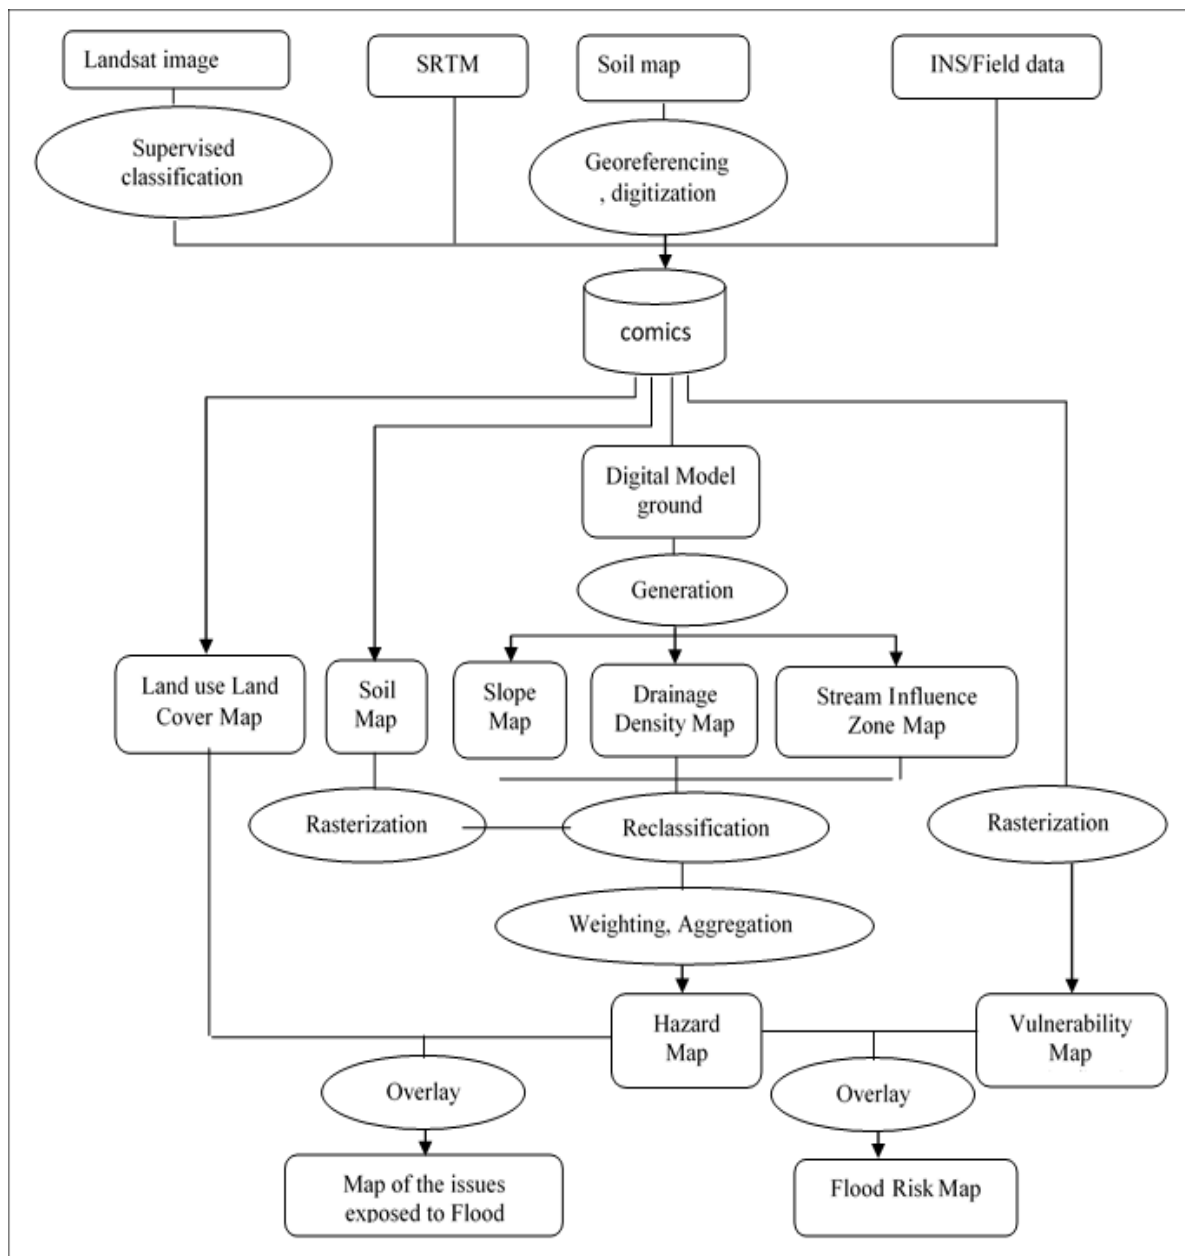 Landsat image
SRTM
Soil map
INS/Field data
Supervised
classification
Georeferencing
, digitization
comics
Digital Model
ground
Generation
Land use Land
Cover Map
Soil
Map
Slope
Map
Drainage
Density Map
Stream Influence
Zone Map
Rasterization
Reclassification
Rasterization
Weighting, Aggregation
Hazard
Map
Vulnerability
Map
Overlay
Overlay
Map of the issues
exposed to Flood
Flood Risk Map